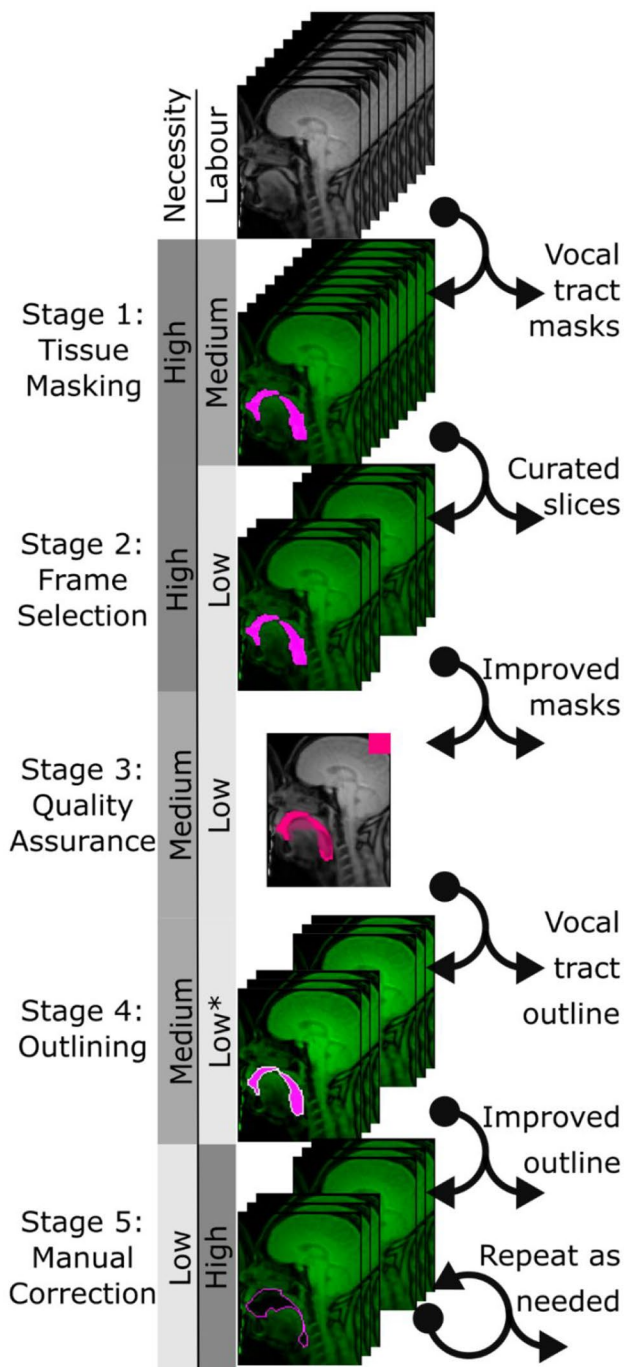 Necessity
Labour
Vocal
tract
masks
Stage 1:
Tissue
Masking
High
Medium
Curated
slices
Stage 2:
Frame
Selection
High
Low
Improved
masks
Stage 3:
Quality
Assurance
Medium
Low
Vocal
tract
outline
Stage 4:
Outlining
Medium
Low*
Improved
outline
Stage 5:
Manual
Correction
Low
High
Repeat as
needed